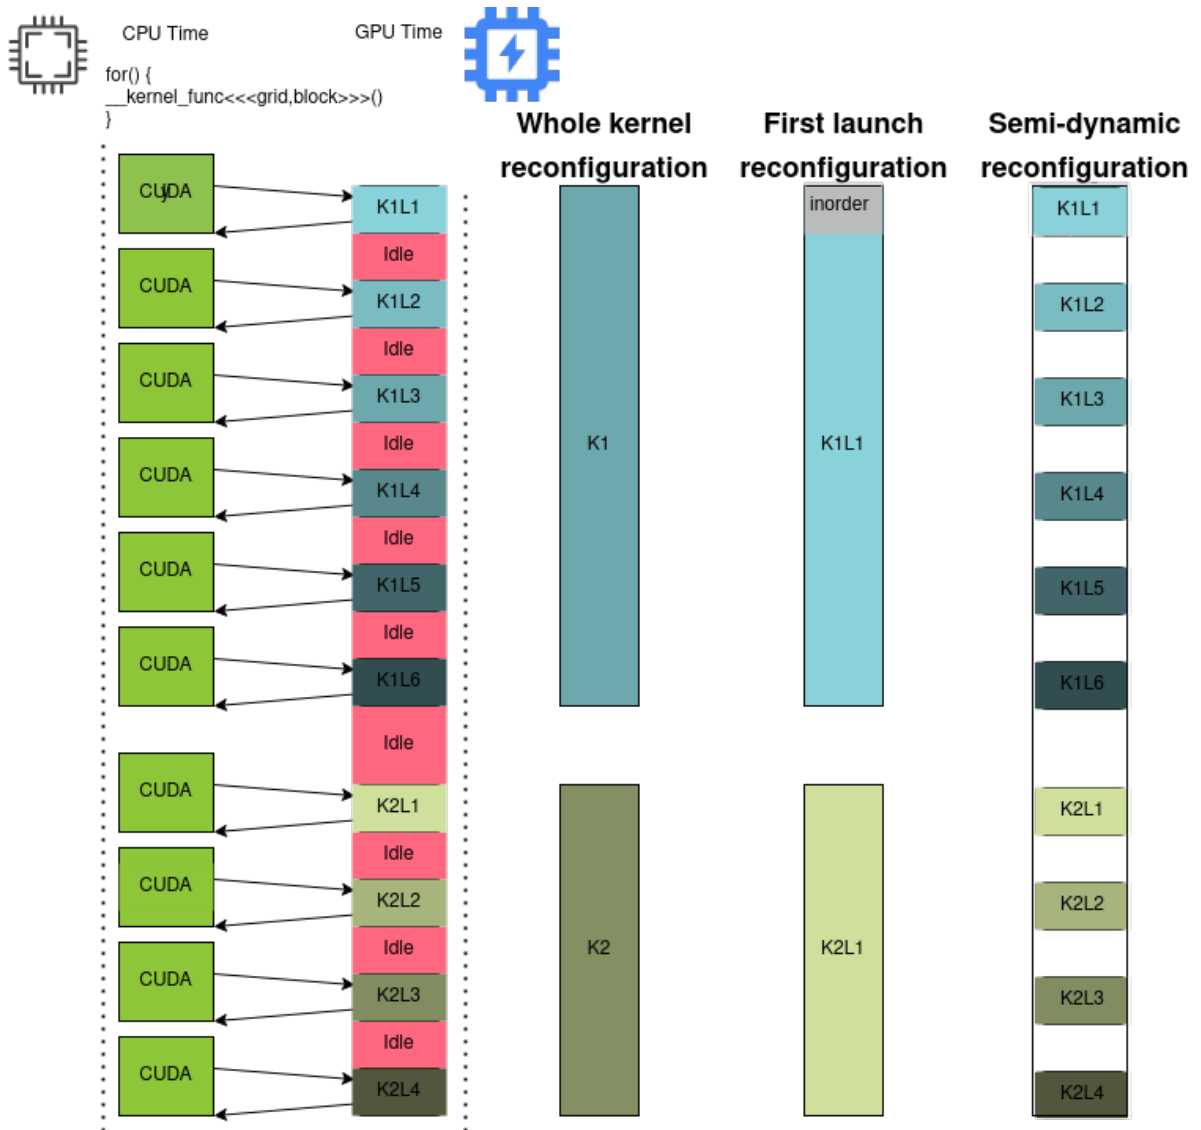 CPU Time
GPU Time
for() {
__kernel_func<<<grid,block>>>()
}
Whole kernel
reconfiguration
First launch
reconfiguration
Semi-dynamic
reconfiguration
CUDA
y
K1L1
Idle
CUDA
K1L2
Idle
CUDA
K1L3
Idle
CUDA
K1L4
Idle
CUDA
K1L5
Idle
CUDA
K1L6
Idle
CUDA
K2L1
Idle
CUDA
K2L2
Idle
CUDA
K2L3
Idle
CUDA
K2L4
K1
K2
inorder
K1L1
K2L1
K1L1
K1L2
K1L3
K1L4
K1L5
K1L6
K2L1
K2L2
K2L3
K2L4